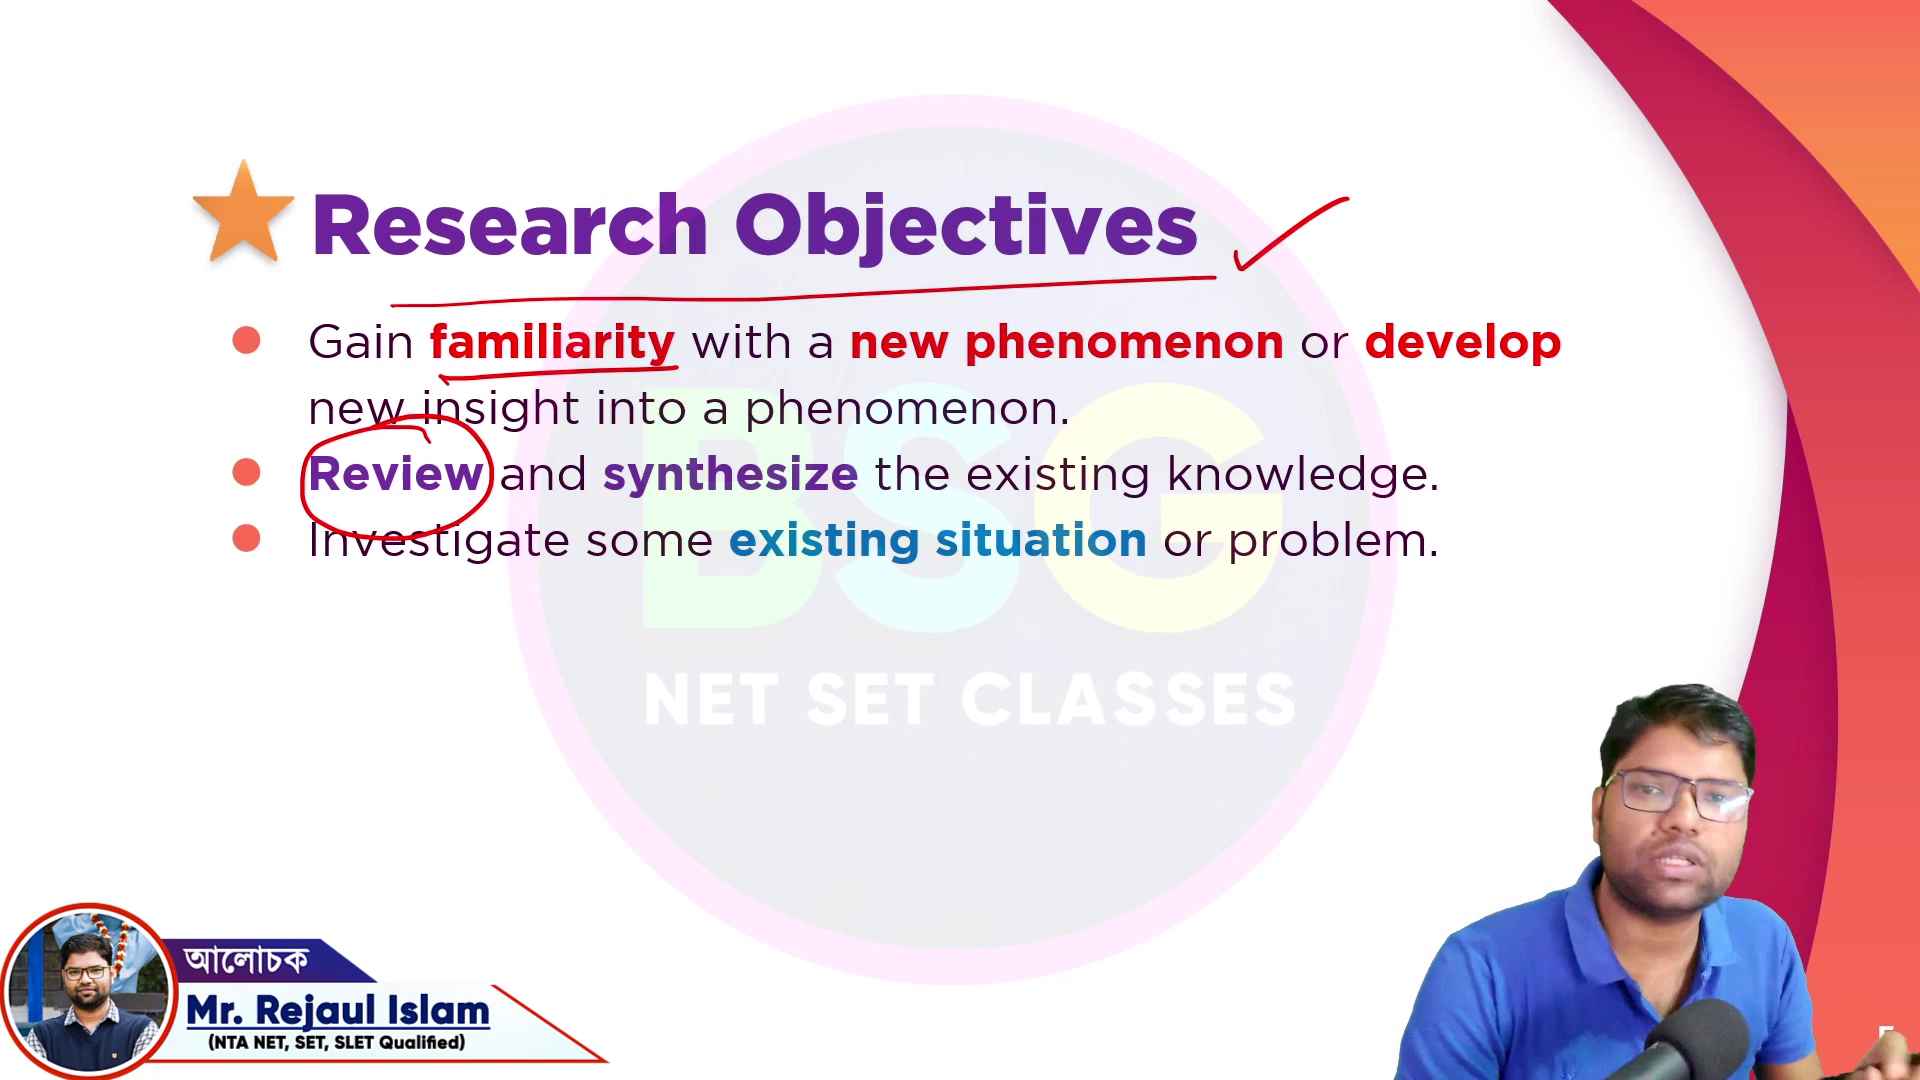 Research Objectives
Gain familiarity with a new phenomenon or develop
new insight into a phenomenon.
Review and synthesize the existing knowledge.
Investigate some existing situation or problem.
BSG
NET SET CLASSES
আলোচক
Mr. Rejaul Islam
(NTA NET, SET, SLET Qualified)